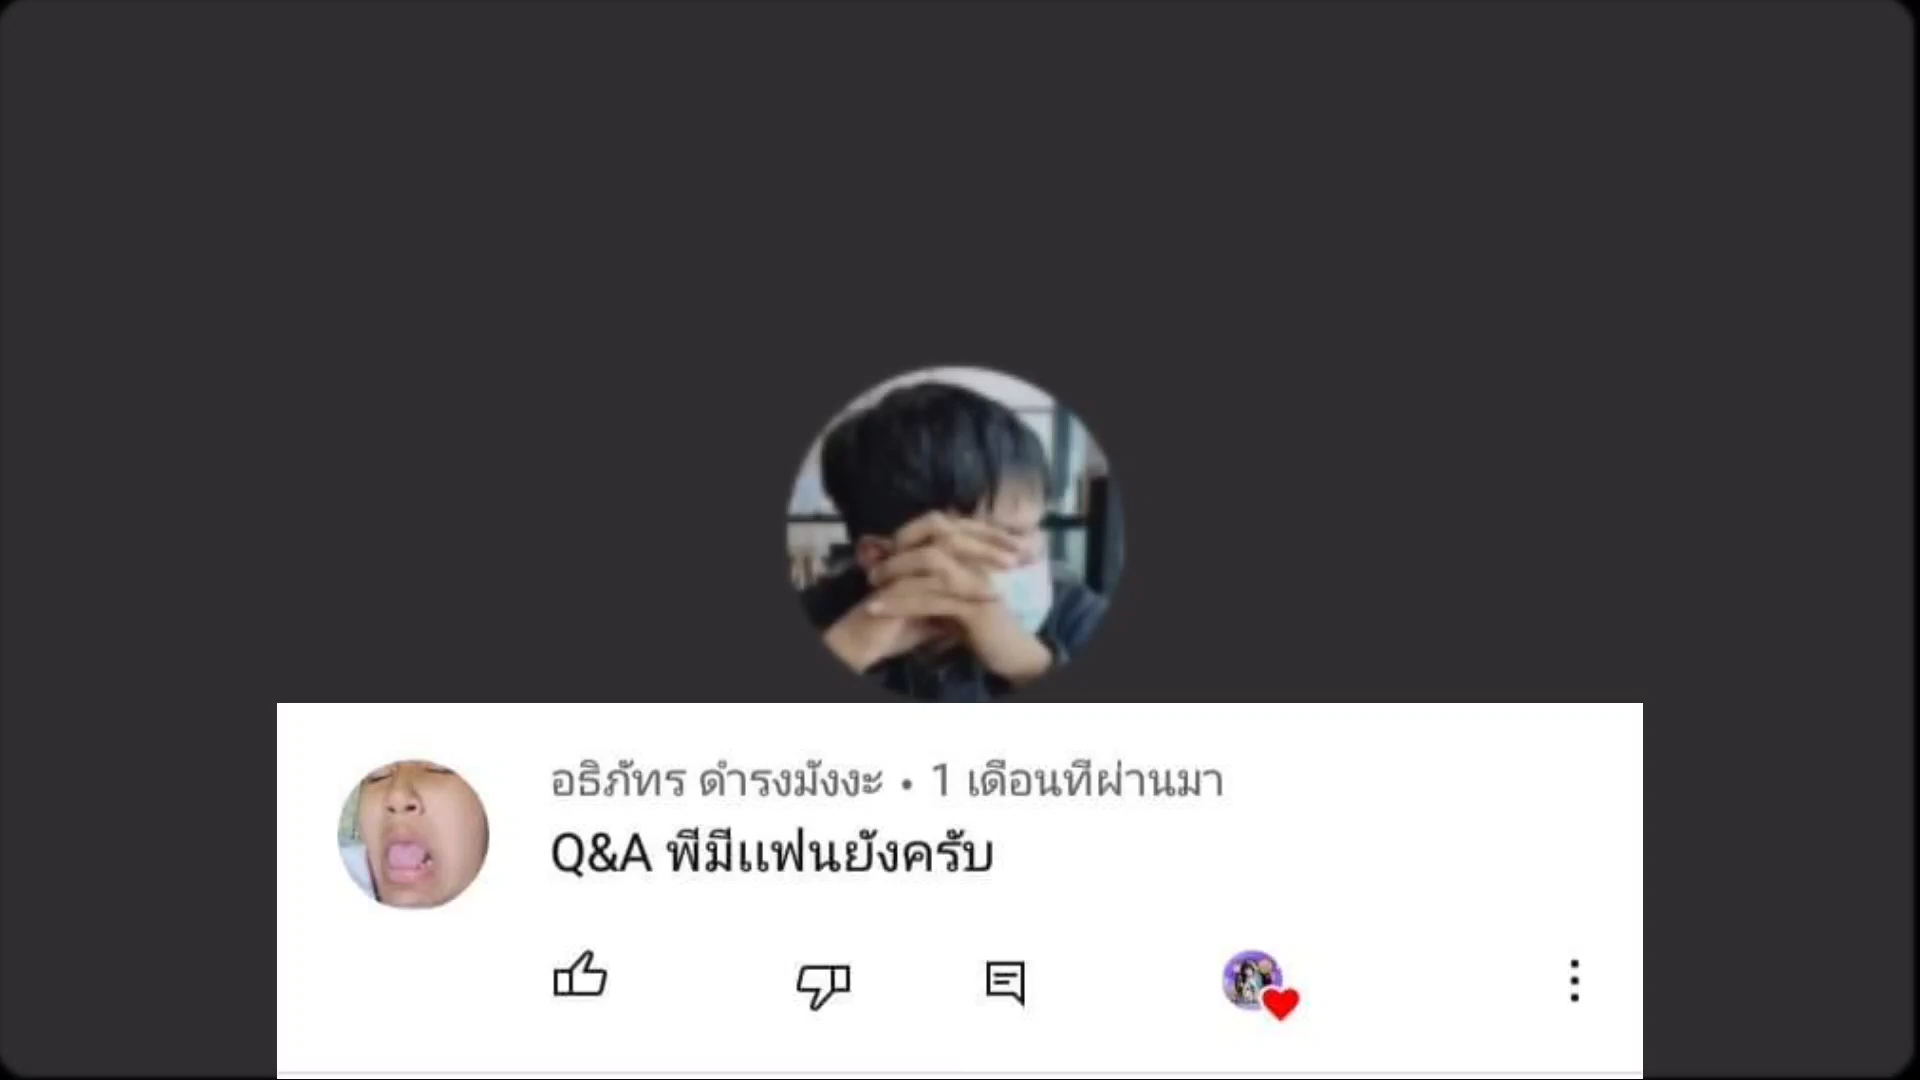 อธิภัทร ดำรงมังงะ • 1 เดือนที่ผ่านมา
Q&A พี่มีแฟนยังครับ